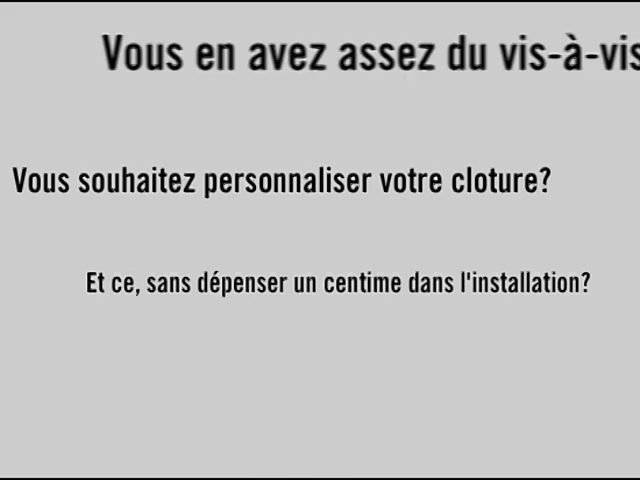 Vous en avez assez du vis-à-vis
Vous souhaitez personnaliser votre cloture?
Et ce, sans dépenser un centime dans l'installation?